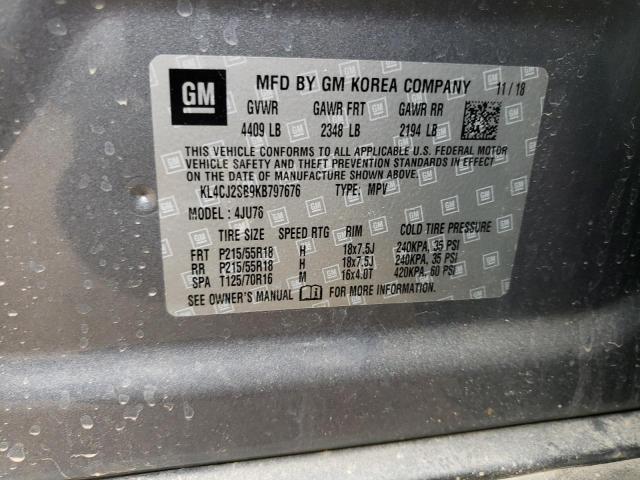 GM
MFD BY GM KOREA COMPANY 11/18
GVWR GAWR FRT GAWR RR
4409 LB 2348 LB 2194 LB
THIS VEHICLE CONFORMS TO ALL APPLICABLE U.S. FEDERAL MOTOR
VEHICLE SAFETY AND THEFT PREVENTION STANDARDS IN EFFECT
ON THE DATE OF MANUFACTURE SHOWN ABOVE.
KL4CJ2SB9KB797676 TYPE: MPV
MODEL: 4JU76
TIRE SIZE SPEED RTG RIM COLD TIRE PRESSURE
FRT P215/55R18 H 18x7.5J 240KPA, 35 PSI
RR P215/55R18 H 18x7.5J 240KPA, 35 PSI
SPA T125/70R16 M 16x4.0T 420KPA, 60 PSI
SEE OWNER'S MANUAL FOR MORE INFORMATION.